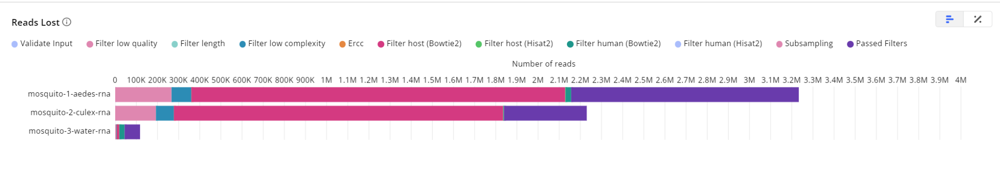 Reads Lost
Validate Input Filter low quality Filter length Filter low complexity Ercc Filter host (Bowtie2) Filter host (Hisat2) Filter human (Bowtie2) Filter human (Hisat2) Subsampling Passed Filters
Number of reads
0 100K 200K 300K 400K 500K 600K 700K 800K 900K 1M 1.1M 1.2M 1.3M 1.4M 1.5M 1.6M 1.7M 1.8M 1.9M 2M 2.1M 2.2M 2.3M 2.4M 2.5M 2.6M 2.7M 2.8M 2.9M 3M 3.1M 3.2M 3.3M 3.4M 3.5M 3.6M 3.7M 3.8M 3.9M 4M
mosquito-1-aedes-rna
mosquito-2-culex-rna
mosquito-3-water-rna